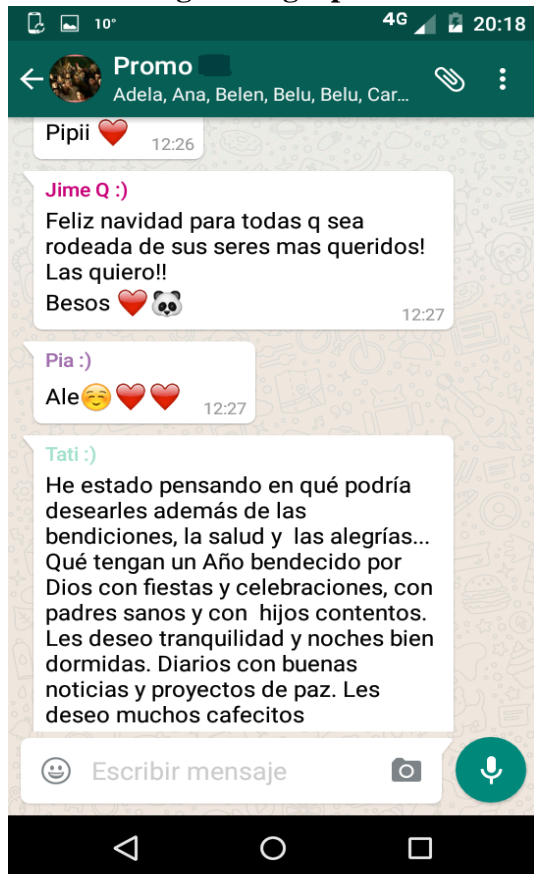 10°
4G 20:18
Promo
Adela, Ana, Belen, Belu, Belu, Car...
Pipii ❤️
12:26
Jime Q :)
Feliz navidad para todas q sea
rodeada de sus seres mas queridos!
Las quiero!!
Besos ❤️🐼
12:27
Pia :)
Ale☺️❤️❤️ 12:27
Tati :)
He estado pensando en qué podría
desearles además de las
bendiciones, la salud y las alegrías...
Qué tengan un Año bendecido por
Dios con fiestas y celebraciones, con
padres sanos y con hijos contentos.
Les deseo tranquilidad y noches bien
dormidas. Diarios con buenas
noticias y proyectos de paz. Les
deseo muchos cafecitos
Escribir mensaje